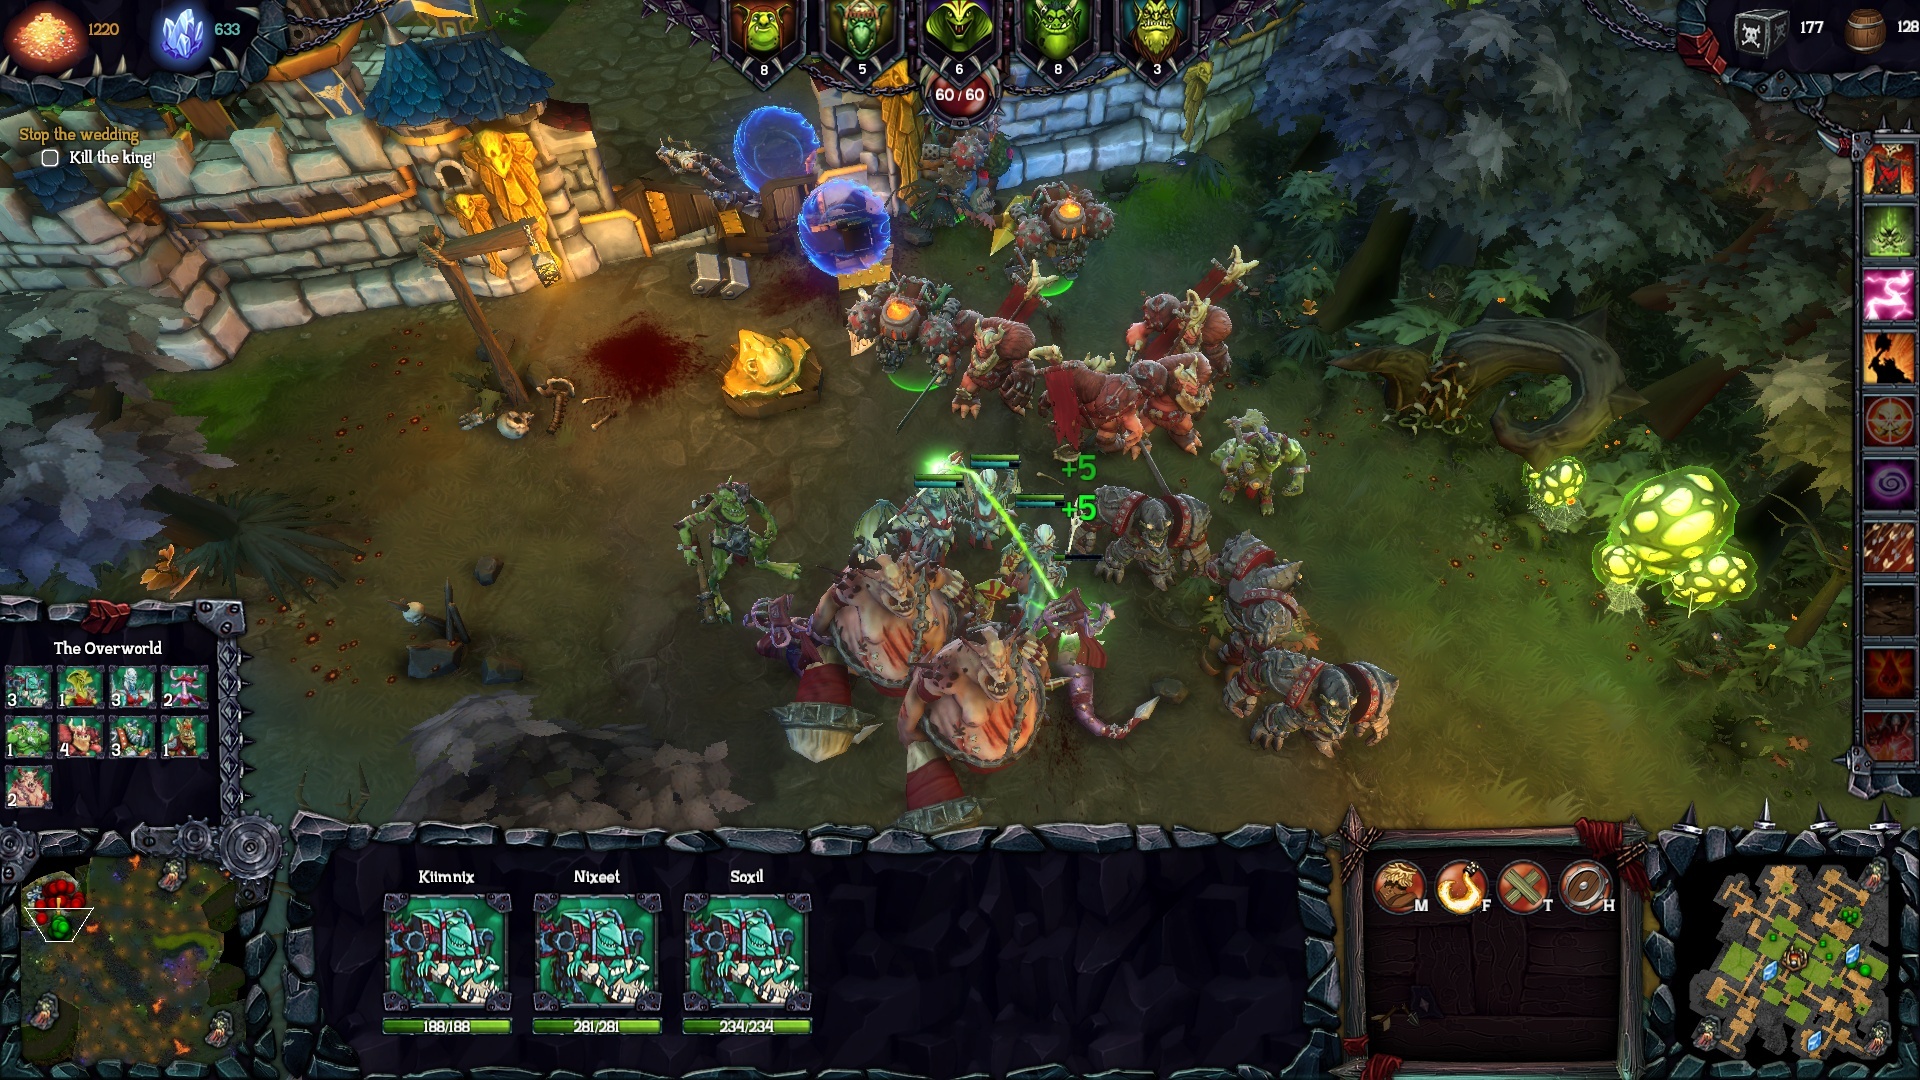 1220
633
8
5
6
8
3
177
128
60/60
Stop the wedding
Kill the king!
+5
+5
The Overworld
3
1
3
2
1
4
3
1
2
Kiimnix
Nixeet
Soxil
188/188
281/281
234/234
M
F
T
H